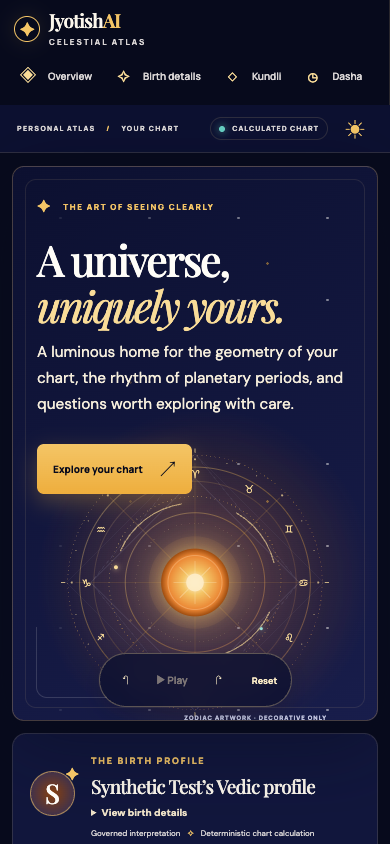 JyotishAI
CELESTIAL ATLAS
Overview
Birth details
Kundli
Dasha
PERSONAL ATLAS / YOUR CHART
CALCULATED CHART
THE ART OF SEEING CLEARLY
A universe,
uniquely yours.
A luminous home for the geometry of your
chart, the rhythm of planetary periods, and
questions worth exploring with care.
Explore your chart
Play
Reset
ZODIAC ARTWORK · DECORATIVE ONLY
THE BIRTH PROFILE
S
Synthetic Test’s Vedic profile
View birth details
Governed interpretation ✧ Deterministic chart calculation